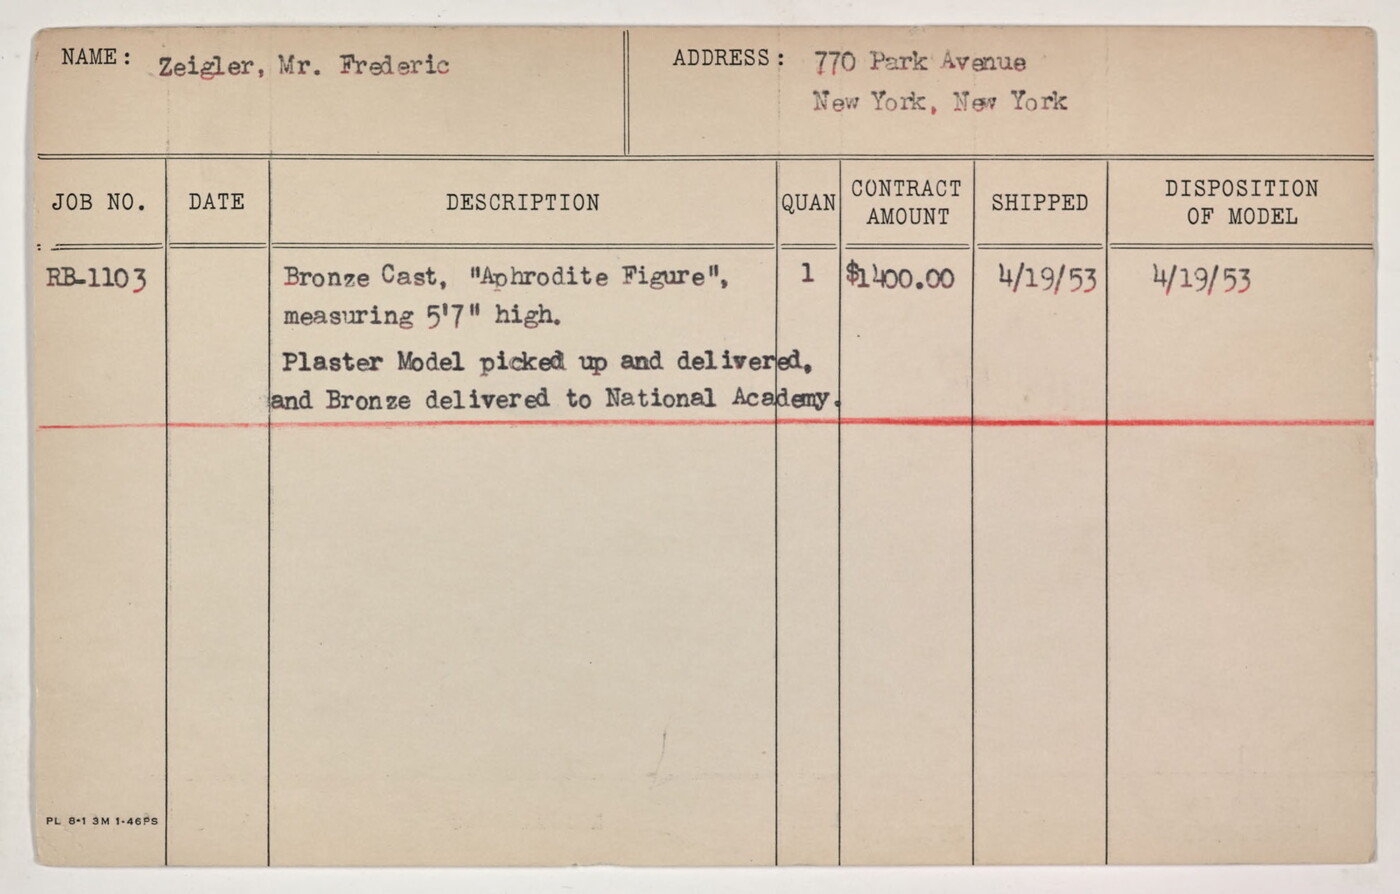 NAME: Zeigler, Mr. Frederic
ADDRESS: 770 Park Avenue
New York, New York
JOB NO. DATE DESCRIPTION QUAN CONTRACT AMOUNT SHIPPED DISPOSITION OF MODEL
RB-1103 Bronze Cast, "Aphrodite Figure", 1 $1400.00 4/19/53 4/19/53
measuring 5'7" high.
Plaster Model picked up and delivered,
and Bronze delivered to National Academy.
PL 8-1 3M 1-46PS